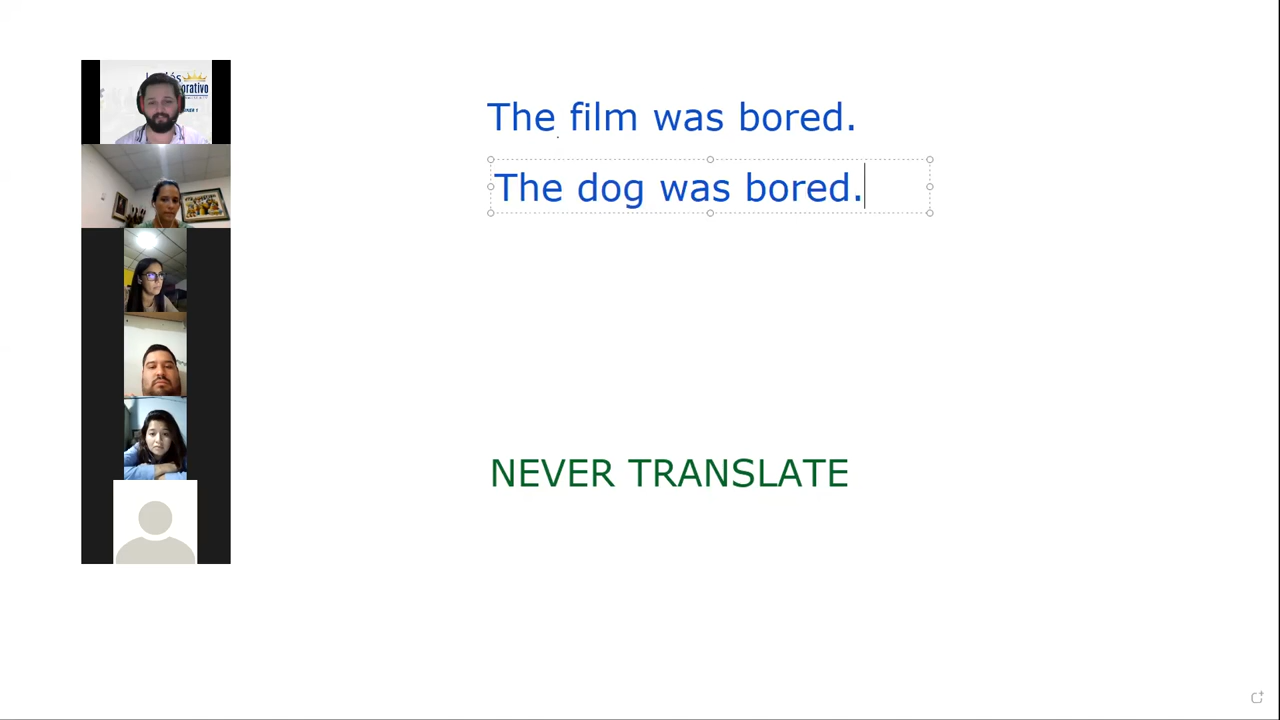 The film was bored.
The dog was bored.
NEVER TRANSLATE